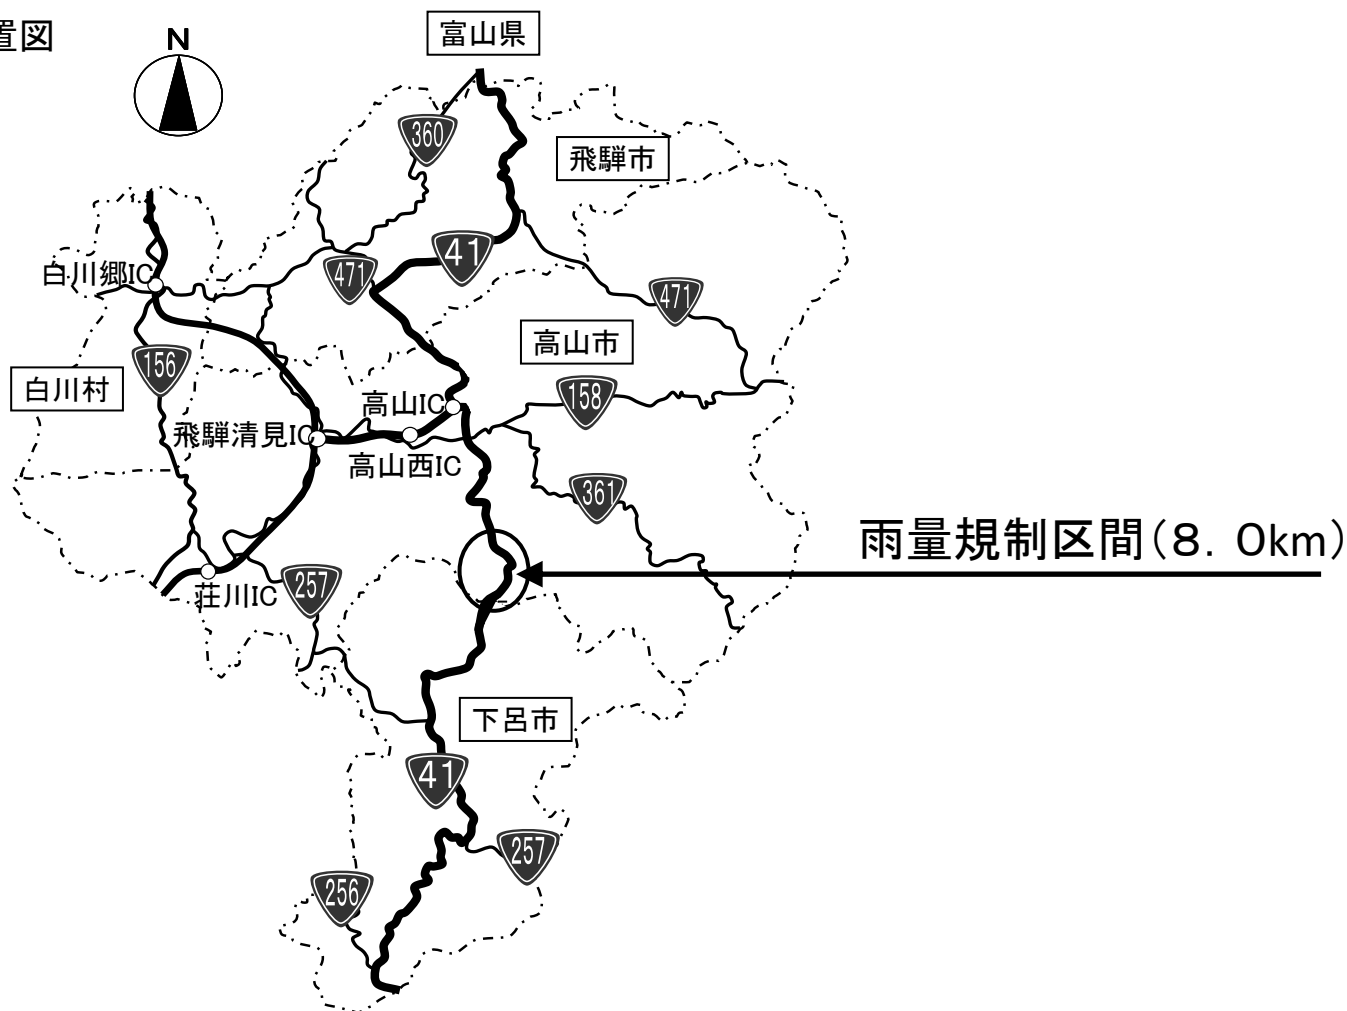 置図
N
富山県
360
飛騨市
41
白川郷IC
471
471
高山市
156
白川村
158
高山IC
飛騨清見IC
高山西IC
361
雨量規制区間(8.0km)
257
荘川IC
下呂市
41
257
256